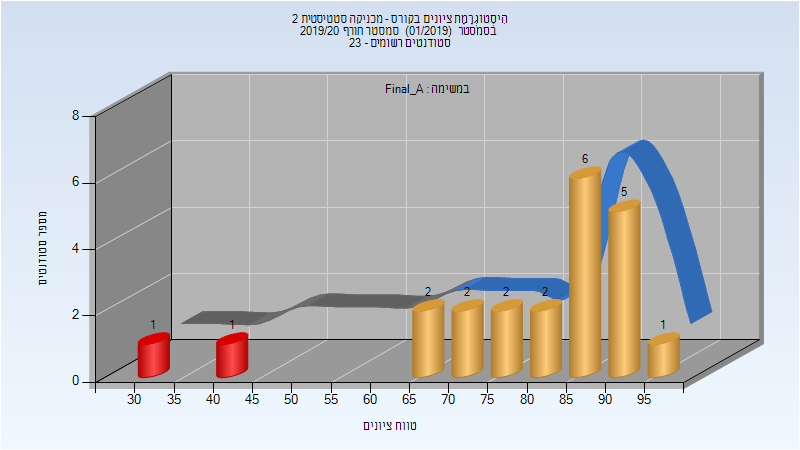 היסטוגרמת ציונים בקורס - מכניקה סטטיסטית 2
בסמסטר (01/2019) סמסטר חורף 2019/20
סטודנטים רשומים - 23
במשימה : Final_A
מספר סטודנטים
8
6
4
2
0
1
1
2
2
2
2
6
5
1
30 35 40 45 50 55 60 65 70 75 80 85 90 95
טווח ציונים